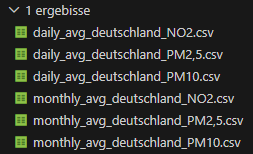 1 ergebisse
daily_avg_deutschland_NO2.csv
daily_avg_deutschland_PM2,5.csv
daily_avg_deutschland_PM10.csv
monthly_avg_deutschland_NO2.csv
monthly_avg_deutschland_PM2,5.csv
monthly_avg_deutschland_PM10.csv